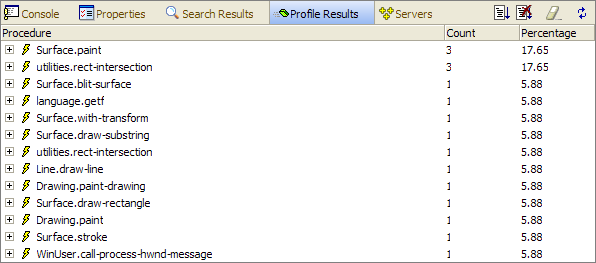 Console Properties Search Results Profile Results Servers
Procedure Count Percentage
Surface.paint 3 17.65
utilities.rect-intersection 3 17.65
Surface.blit-surface 1 5.88
language.getf 1 5.88
Surface.with-transform 1 5.88
Surface.draw-substring 1 5.88
utilities.rect-intersection 1 5.88
Line.draw-line 1 5.88
Drawing.paint-drawing 1 5.88
Surface.draw-rectangle 1 5.88
Drawing.paint 1 5.88
Surface.stroke 1 5.88
WinUser.call-process-hwnd-message 1 5.88